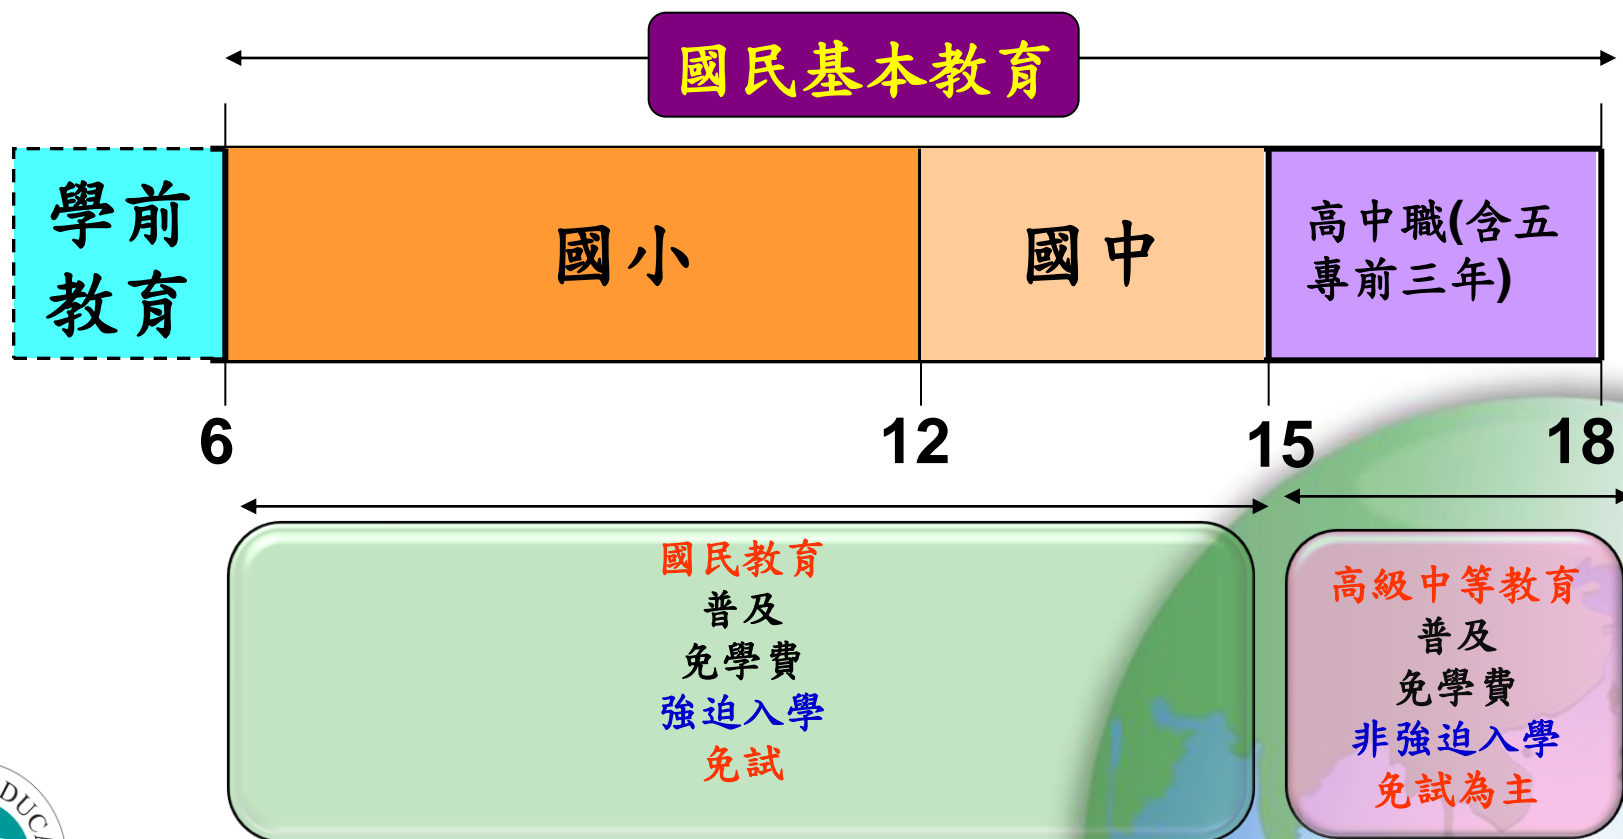 國民基本教育
學前
教育
國小
國中
高中職(含五
專前三年)
6
12
15
18
國民教育
普及
免學費
強迫入學
免試
高級中等教育
普及
免學費
非強迫入學
免試為主